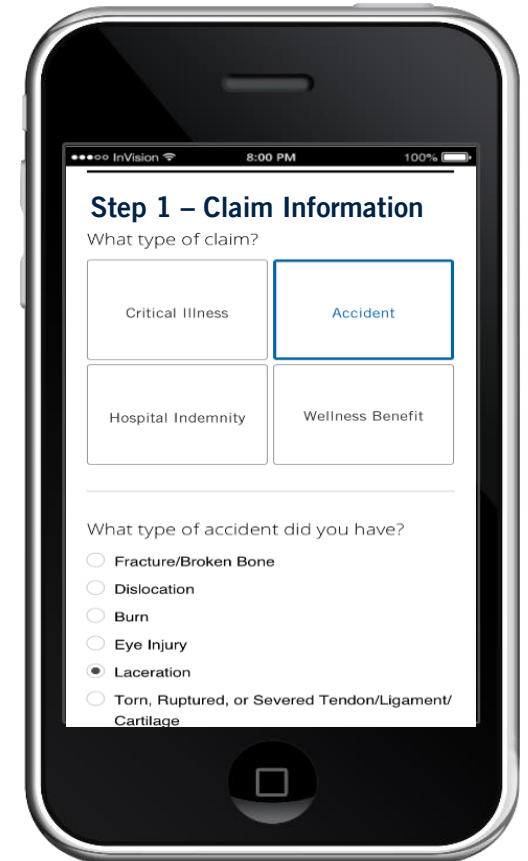 InVision 8:00 PM 100%
Step 1 – Claim Information
What type of claim?
Critical Illness Accident
Hospital Indemnity Wellness Benefit
What type of accident did you have?
Fracture/Broken Bone
Dislocation
Burn
Eye Injury
Laceration
Torn, Ruptured, or Severed Tendon/Ligament/
Cartilage